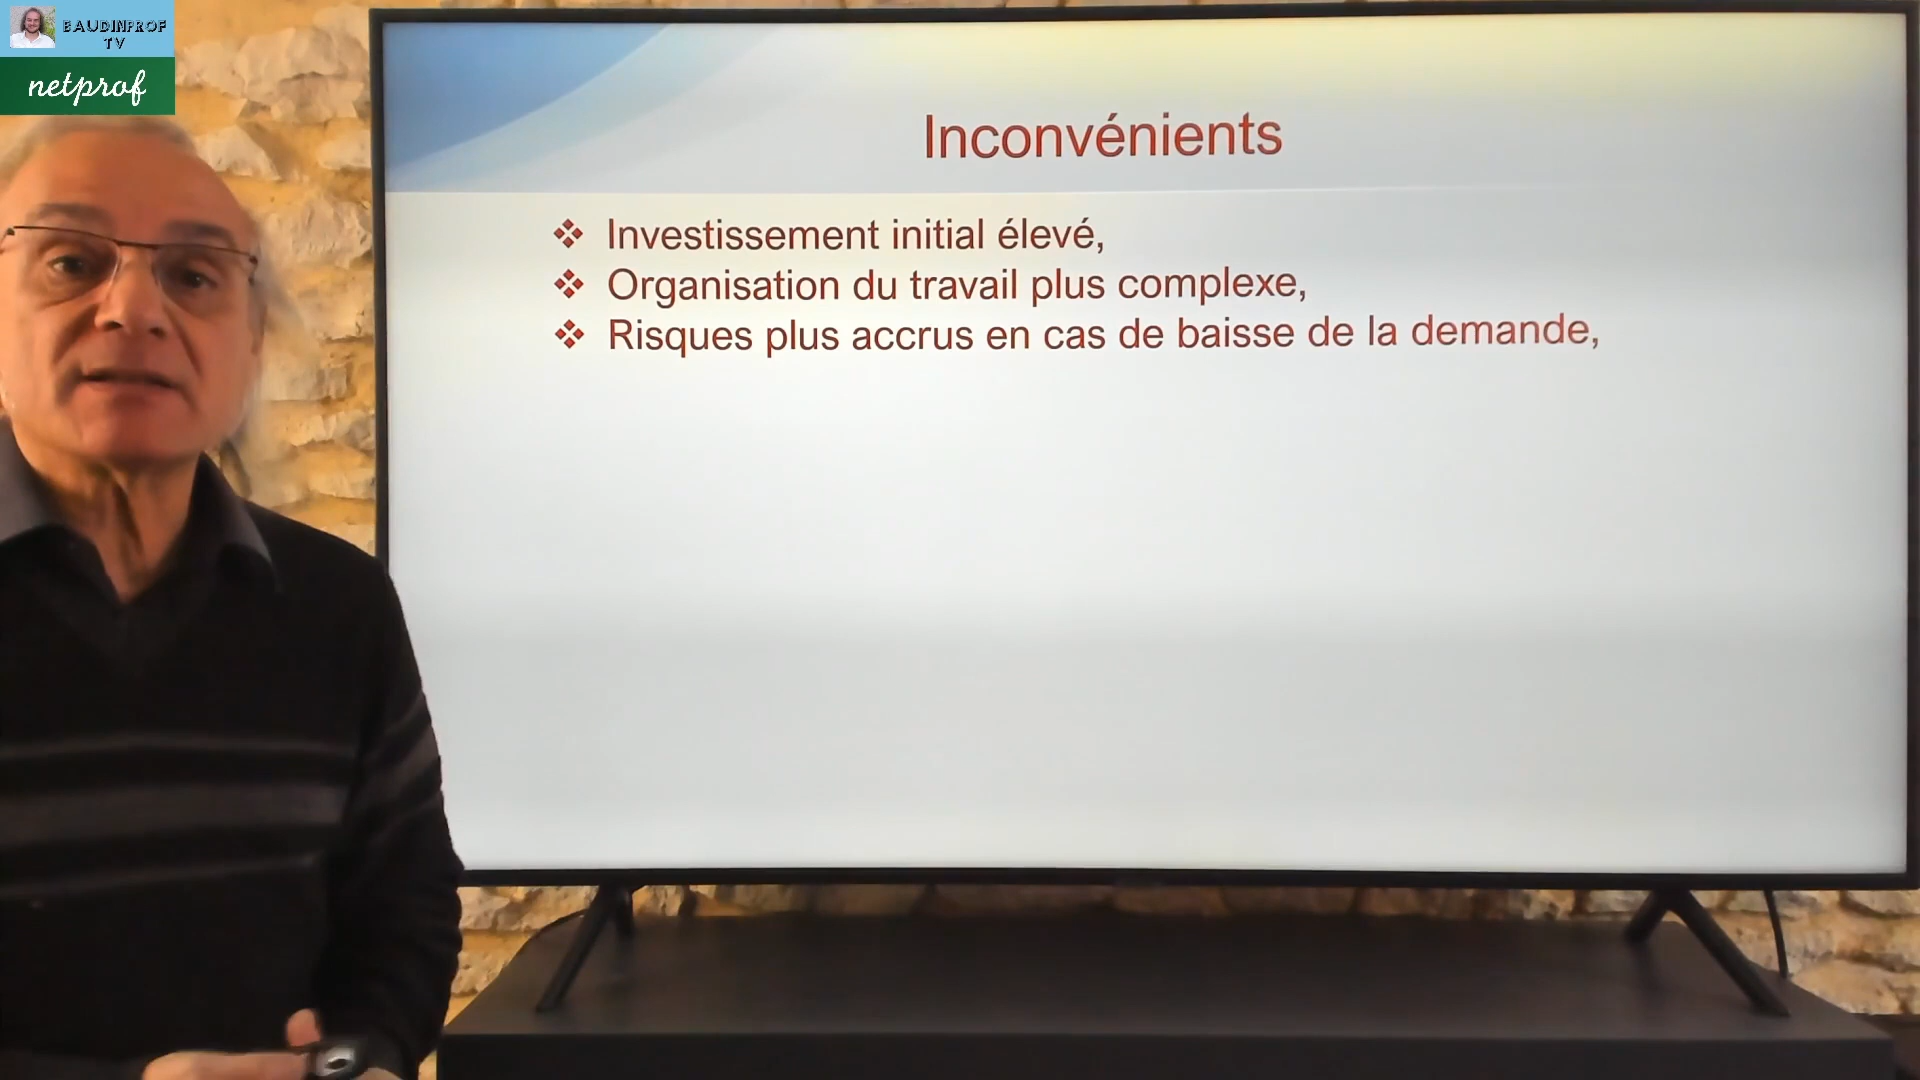 BAUDINPROF
TV
netprof
Inconvénients
Investissement initial élevé,
Organisation du travail plus complexe,
Risques plus accrus en cas de baisse de la demande,